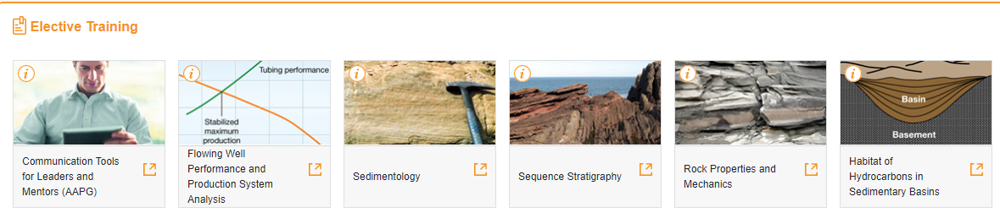 Elective Training
Tubing performance
Stabilized
maximum
production
Basin
Basement
Communication Tools
for Leaders and
Mentors (AAPG)
Flowing Well
Performance and
Production System
Analysis
Sedimentology
Sequence Stratigraphy
Rock Properties and
Mechanics
Habitat of
Hydrocarbons in
Sedimentary Basins